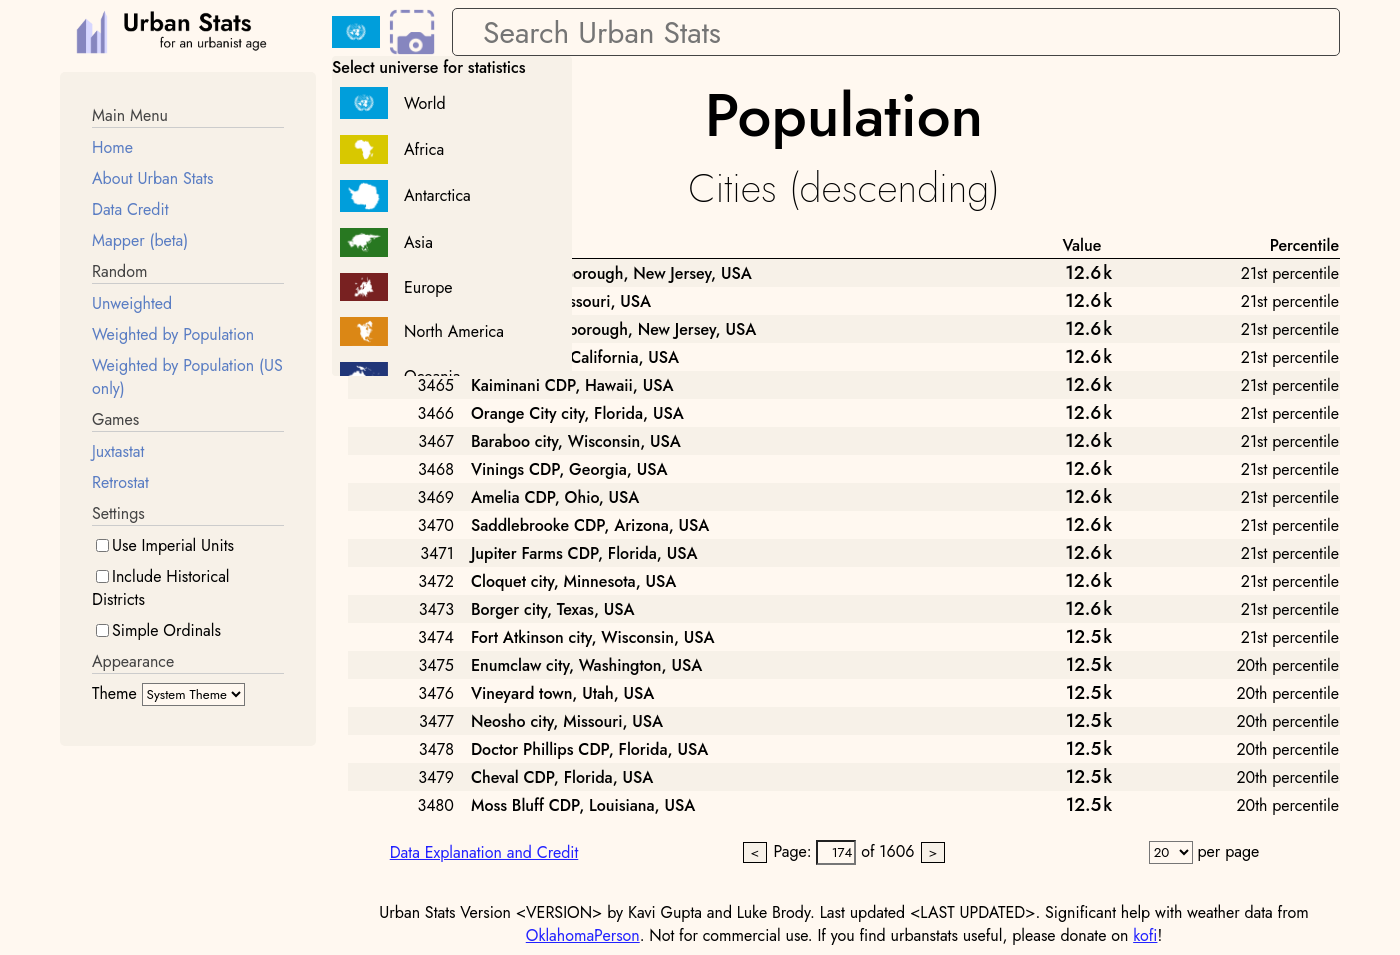 Urban Stats
for an urbanist age
Search Urban Stats
Select universe for statistics
World
Africa
Antarctica
Asia
Europe
North America
Oceania
Main Menu
Home
About Urban Stats
Data Credit
Mapper (beta)
Random
Unweighted
Weighted by Population
Weighted by Population (US
only)
Games
Juxtastat
Retrostat
Settings
Use Imperial Units
Include Historical
Districts
Simple Ordinals
Appearance
Theme System Theme
Population
Cities (descending)
Value Percentile
New Jersey, USA 12.6k 21st percentile
USA 12.6k 21st percentile
New Jersey, USA 12.6k 21st percentile
California, USA 12.6k 21st percentile
3465 Kaiminani CDP, Hawaii, USA 12.6k 21st percentile
3466 Orange City city, Florida, USA 12.6k 21st percentile
3467 Baraboo city, Wisconsin, USA 12.6k 21st percentile
3468 Vinings CDP, Georgia, USA 12.6k 21st percentile
3469 Amelia CDP, Ohio, USA 12.6k 21st percentile
3470 Saddlebrooke CDP, Arizona, USA 12.6k 21st percentile
3471 Jupiter Farms CDP, Florida, USA 12.6k 21st percentile
3472 Cloquet city, Minnesota, USA 12.6k 21st percentile
3473 Borger city, Texas, USA 12.6k 21st percentile
3474 Fort Atkinson city, Wisconsin, USA 12.5k 21st percentile
3475 Enumclaw city, Washington, USA 12.5k 20th percentile
3476 Vineyard town, Utah, USA 12.5k 20th percentile
3477 Neosho city, Missouri, USA 12.5k 20th percentile
3478 Doctor Phillips CDP, Florida, USA 12.5k 20th percentile
3479 Cheval CDP, Florida, USA 12.5k 20th percentile
3480 Moss Bluff CDP, Louisiana, USA 12.5k 20th percentile
Data Explanation and Credit < Page: 174 of 1606 > 20 per page
Urban Stats Version <VERSION> by Kavi Gupta and Luke Brody. Last updated <LAST UPDATED>. Significant help with weather data from
OklahomaPerson. Not for commercial use. If you find urbanstats useful, please donate on kofi!